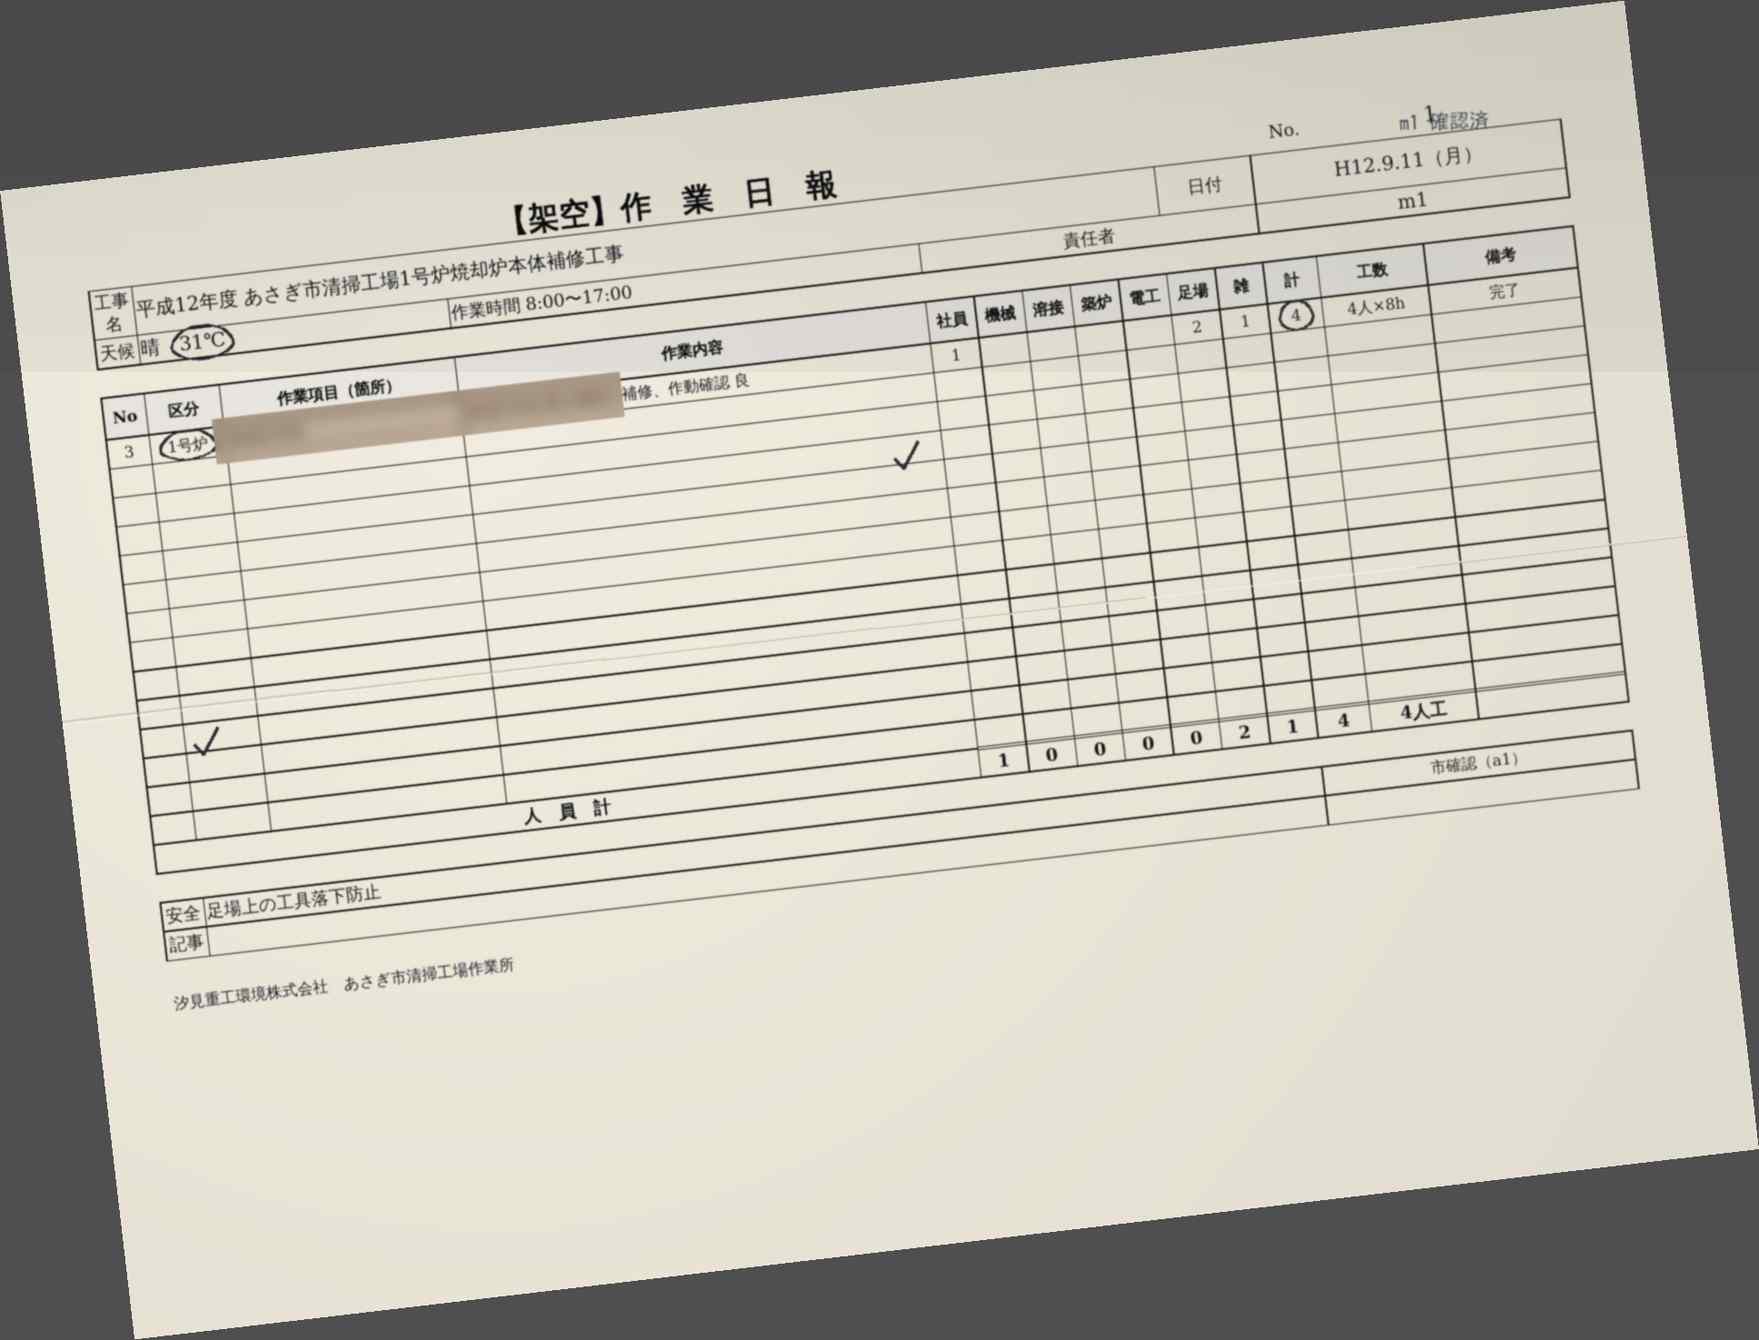 No. 1
m1 確認済
【架空】作 業 日 報
工事名 平成12年度 あさぎ市清掃工場1号炉焼却炉本体補修工事 日付 H12.9.11（月）
天候 晴 31℃ 作業時間 8:00〜17:00 責任者 m1
No 区分 作業項目（箇所） 作業内容 社員 機械 溶接 築炉 電工 足場 雑 計 工数 備考
3 1号炉 補修、作動確認 良 1 2 1 4 4人×8h 完了
人 員 計 1 0 0 0 0 2 1 4 4人工
市確認（a1）
安全 足場上の工具落下防止
記事
汐見重工環境株式会社 あさぎ市清掃工場作業所